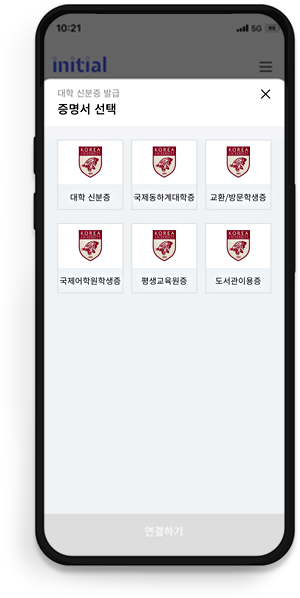 10:21
5G
initial
대학 신분증 발급
증명서 선택
KOREA
KOREA
KOREA
대학 신분증
국제동하계대학증
교환/방문학생증
KOREA
KOREA
KOREA
국제어학원학생증
평생교육원증
도서관이용증
연결하기